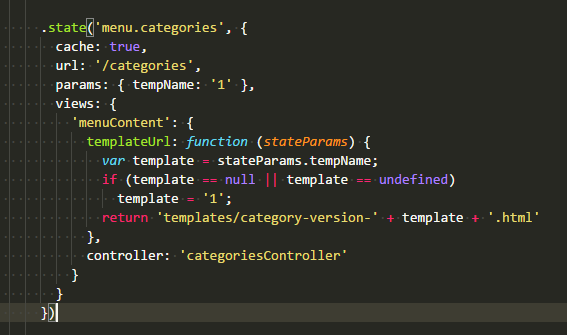 .state('menu.categories', {
  cache: true,
  url: '/categories',
  params: { tempName: '1' },
  views: {
    'menuContent': {
      templateUrl: function (stateParams) {
        var template = stateParams.tempName;
        if (template == null || template == undefined)
          template = '1';
        return 'templates/category-version-' + template + '.html'
      },
      controller: 'categoriesController'
    }
  }
})